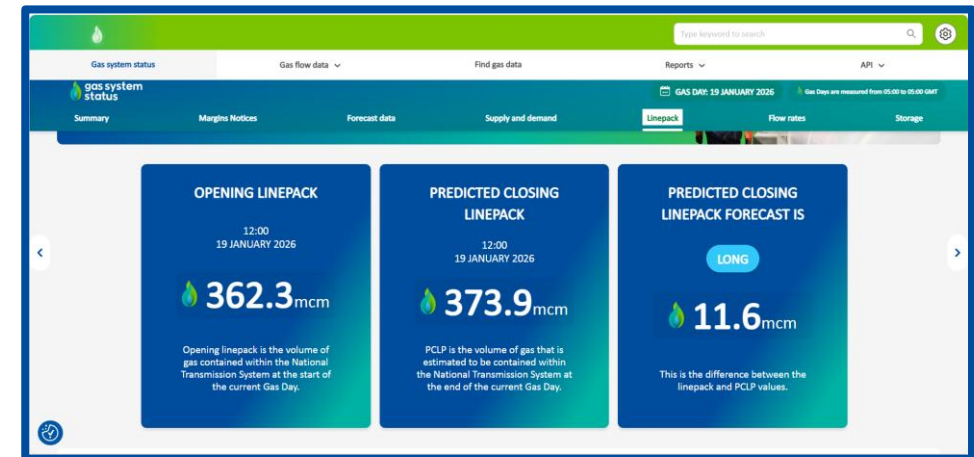 Type keyword to search
Gas system status
Gas flow data
Find gas data
Reports
API
gas system
status
GAS DAY: 19 JANUARY 2026
Gas Days are measured from 05:00 to 05:00 GMT
Summary
Margins Notices
Forecast data
Supply and demand
Linepack
Flow rates
Storage
OPENING LINEPACK
12:00
19 JANUARY 2026
362.3mcm
Opening linepack is the volume of
gas contained within the National
Transmission System at the start of
the current Gas Day.
PREDICTED CLOSING
LINEPACK
12:00
19 JANUARY 2026
373.9mcm
PCLP is the volume of gas that is
estimated to be contained within
the National Transmission System at
the end of the current Gas Day.
PREDICTED CLOSING
LINEPACK FORECAST IS
LONG
11.6mcm
This is the difference between the
linepack and PCLP values.